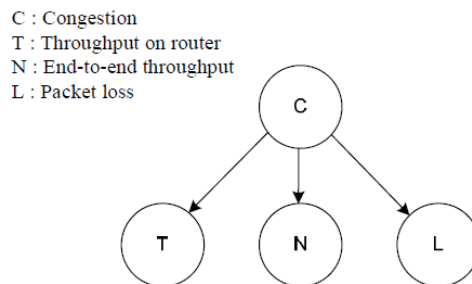 C : Congestion
T : Throughput on router
N : End-to-end throughput
L : Packet loss
C
T N L